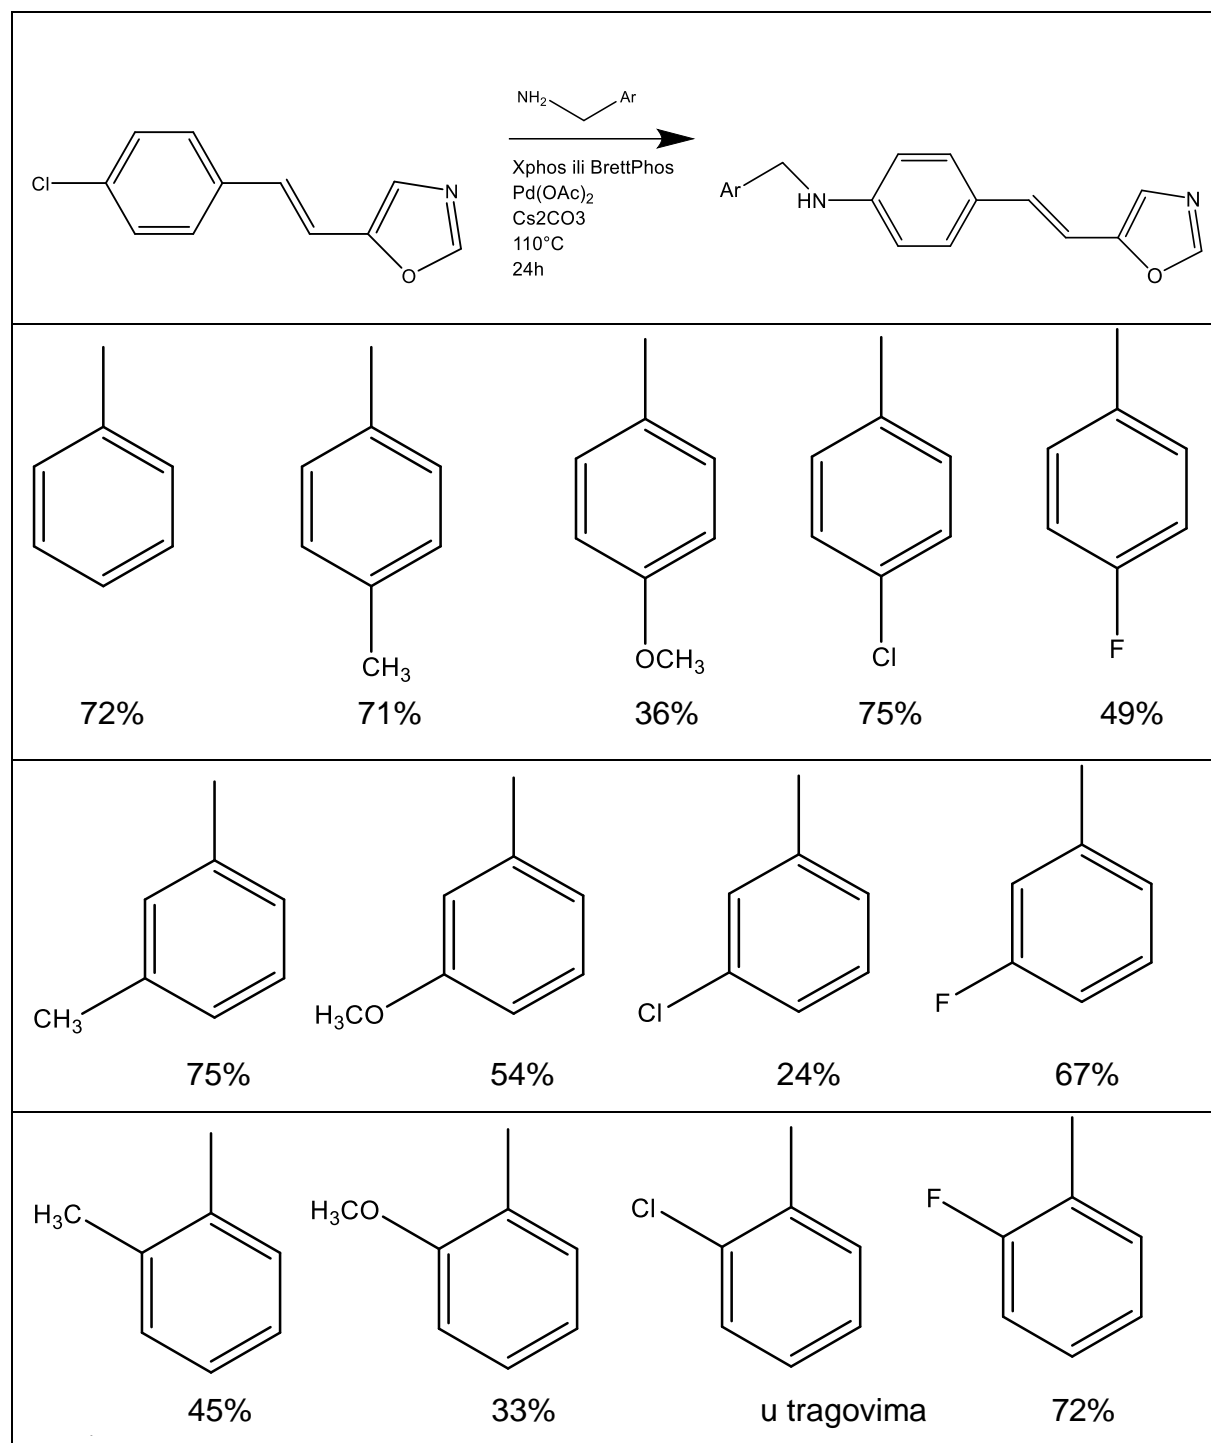 NH2 Ar
Cl N O
Xphos ili BrettPhos
Pd(OAc)2
Cs2CO3
110°C
24h
Ar HN N O
CH3 OCH3 Cl F
72% 71% 36% 75% 49%
CH3 H3CO Cl F
75% 54% 24% 67%
H3C H3CO Cl F
45% 33% u tragovima 72%